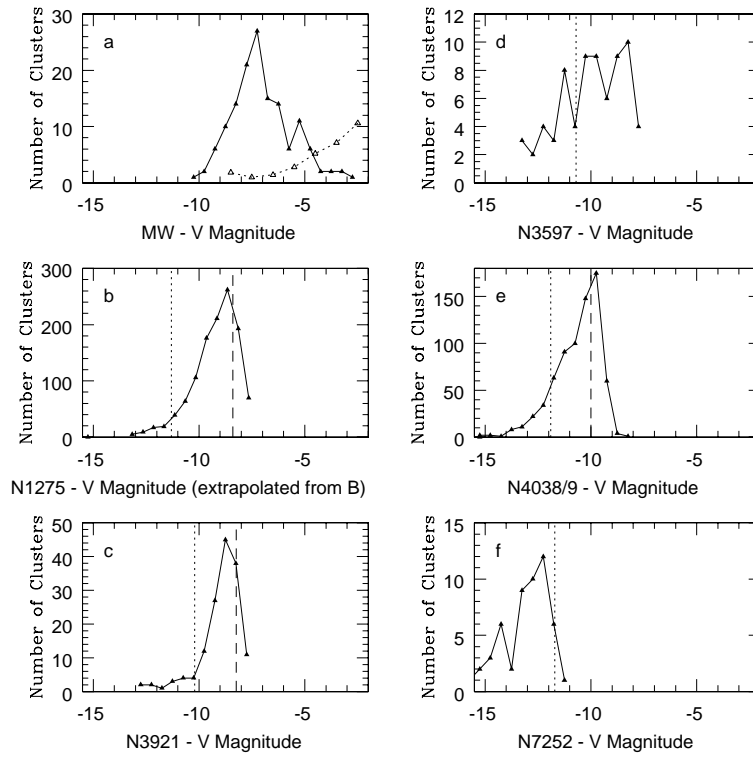 30
20
10
0
Number of Clusters
a
-15
-10
-5
MW - V Magnitude
12
10
8
6
4
2
0
Number of Clusters
d
-15
-10
-5
N3597 - V Magnitude
300
200
100
0
Number of Clusters
b
-15
-10
-5
N1275 - V Magnitude (extrapolated from B)
150
100
50
0
Number of Clusters
e
-15
-10
-5
N4038/9 - V Magnitude
50
40
30
20
10
0
Number of Clusters
c
-15
-10
-5
N3921 - V Magnitude
15
10
5
0
Number of Clusters
f
-15
-10
-5
N7252 - V Magnitude